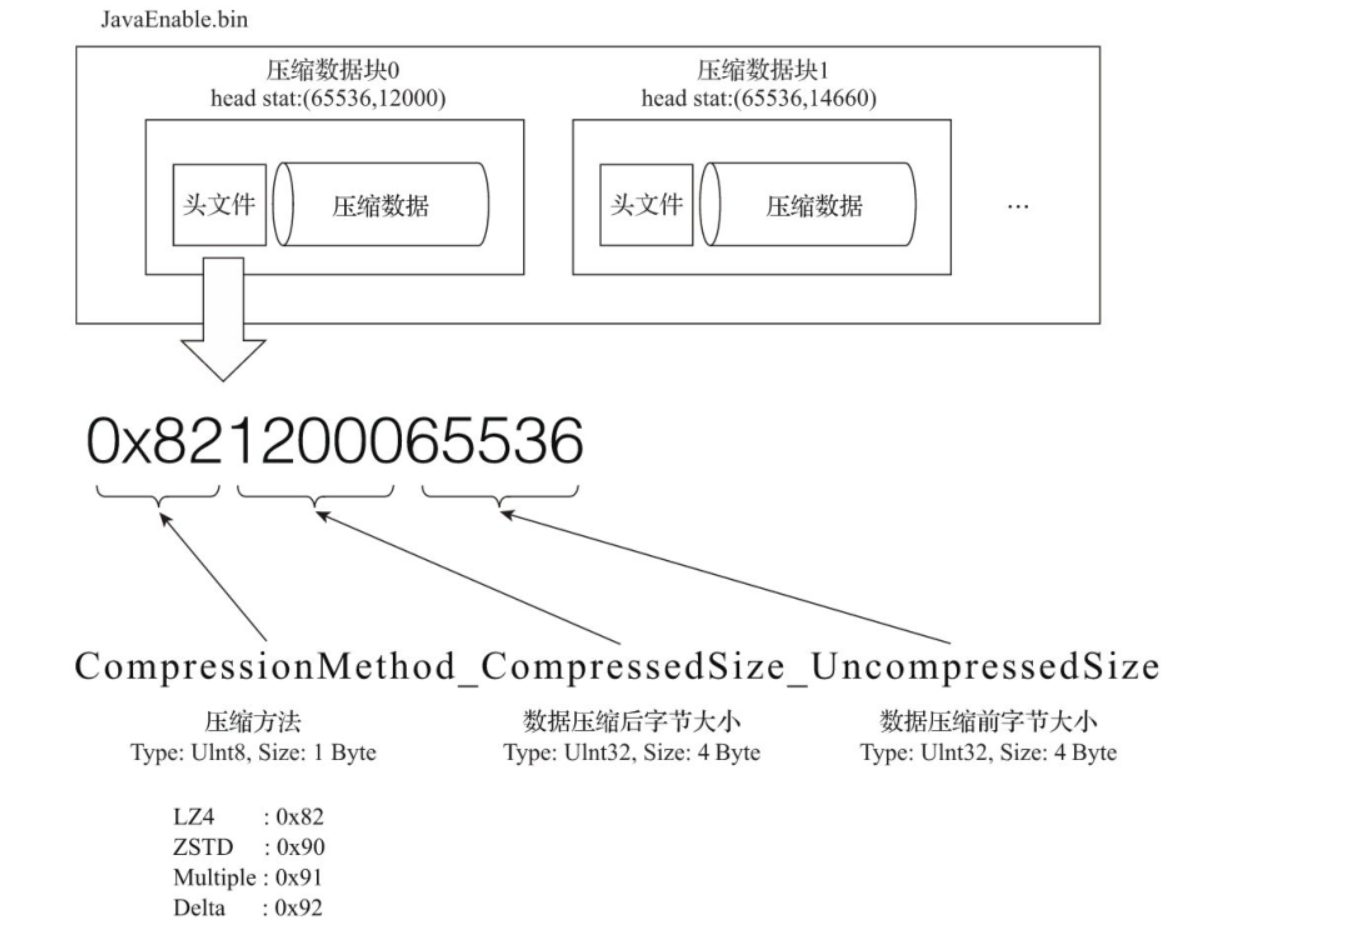 JavaEnable.bin
压缩数据块0
head stat:(65536,12000)
压缩数据块1
head stat:(65536,14660)
头文件
压缩数据
头文件
压缩数据
...
0x821200065536
CompressionMethod_CompressedSize_UncompressedSize
压缩方法
Type: UInt8, Size: 1 Byte
数据压缩后字节大小
Type: UInt32, Size: 4 Byte
数据压缩前字节大小
Type: UInt32, Size: 4 Byte
LZ4 : 0x82
ZSTD : 0x90
Multiple : 0x91
Delta : 0x92